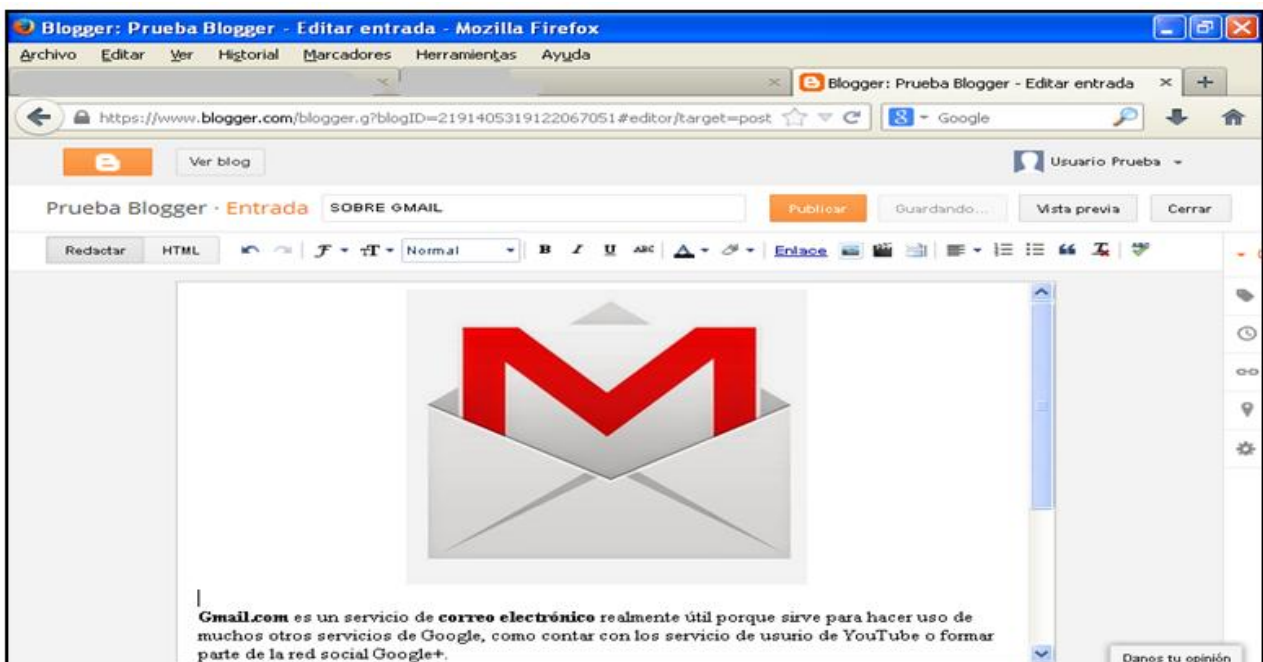 Blogger: Prueba Blogger - Editar entrada - Mozilla Firefox
Archivo Editar Ver Historial Marcadores Herramientas Ayuda
Blogger: Prueba Blogger - Editar entrada
https://www.blogger.com/blogger.g?blogID=2191405319122067051#editor/target=post Google
Ver blog Usuario Prueba
Prueba Blogger · Entrada SOBRE GMAIL Publicar Guardando... Vista previa Cerrar
Redactar HTML F T Normal B I U ABC A Enlace
Gmail.com es un servicio de correo electrónico realmente útil porque sirve para hacer uso de
muchos otros servicios de Google, como contar con los servicio de usurio de YouTube o formar
parte de la red social Google+.
Danos tu opinión